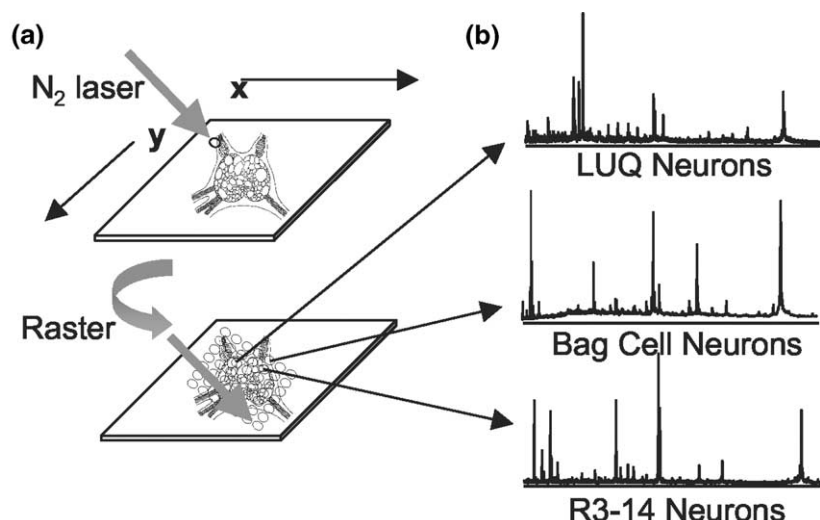 (a)
N₂ laser
x
y
Raster
(b)
LUQ Neurons
Bag Cell Neurons
R3-14 Neurons